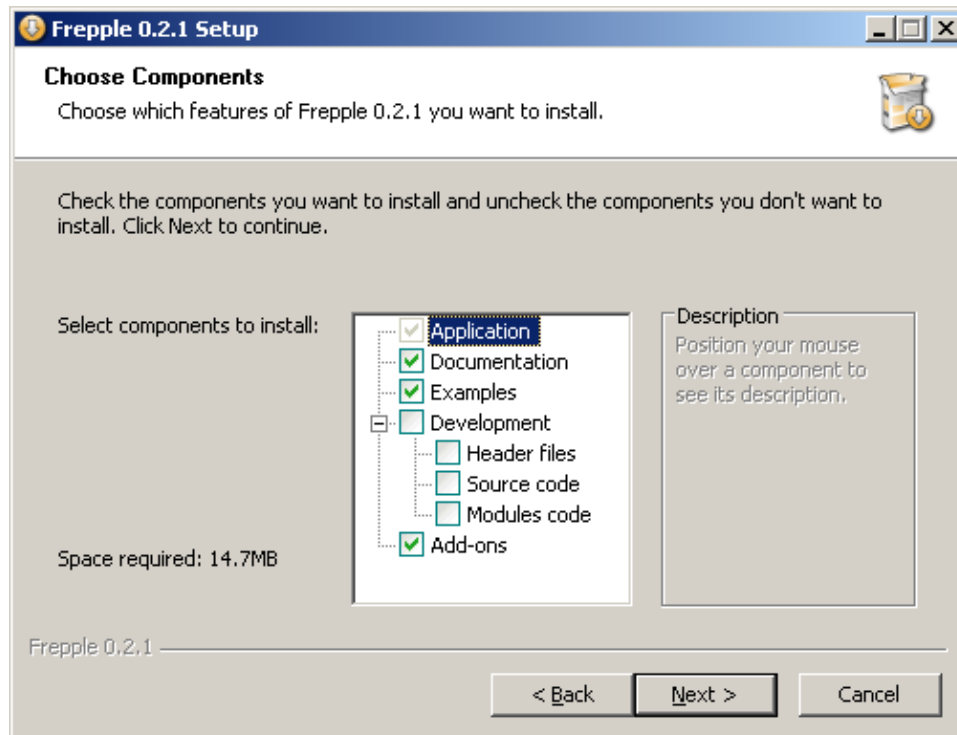 Frepple 0.2.1 Setup
Choose Components
Choose which features of Frepple 0.2.1 you want to install.
Check the components you want to install and uncheck the components you don't want to
install. Click Next to continue.
Select components to install:
Application
Documentation
Examples
Development
Header files
Source code
Modules code
Add-ons
Description
Position your mouse
over a component to
see its description.
Space required: 14.7MB
Frepple 0.2.1
< Back
Next >
Cancel